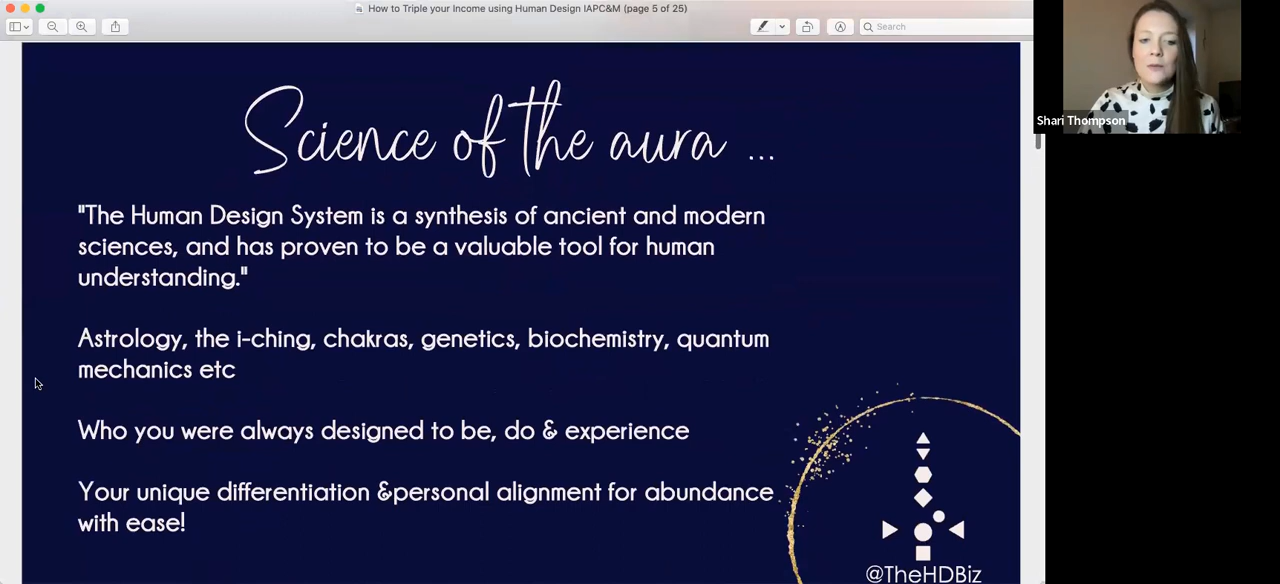 How to Triple your Income using Human Design IAPC&M (page 5 of 25)
Search
Shari Thompson
Science of the aura ...
"The Human Design System is a synthesis of ancient and modern
sciences, and has proven to be a valuable tool for human
understanding."
Astrology, the i-ching, chakras, genetics, biochemistry, quantum
mechanics etc
Who you were always designed to be, do & experience
Your unique differentiation &personal alignment for abundance
with ease!
@TheHDBiz